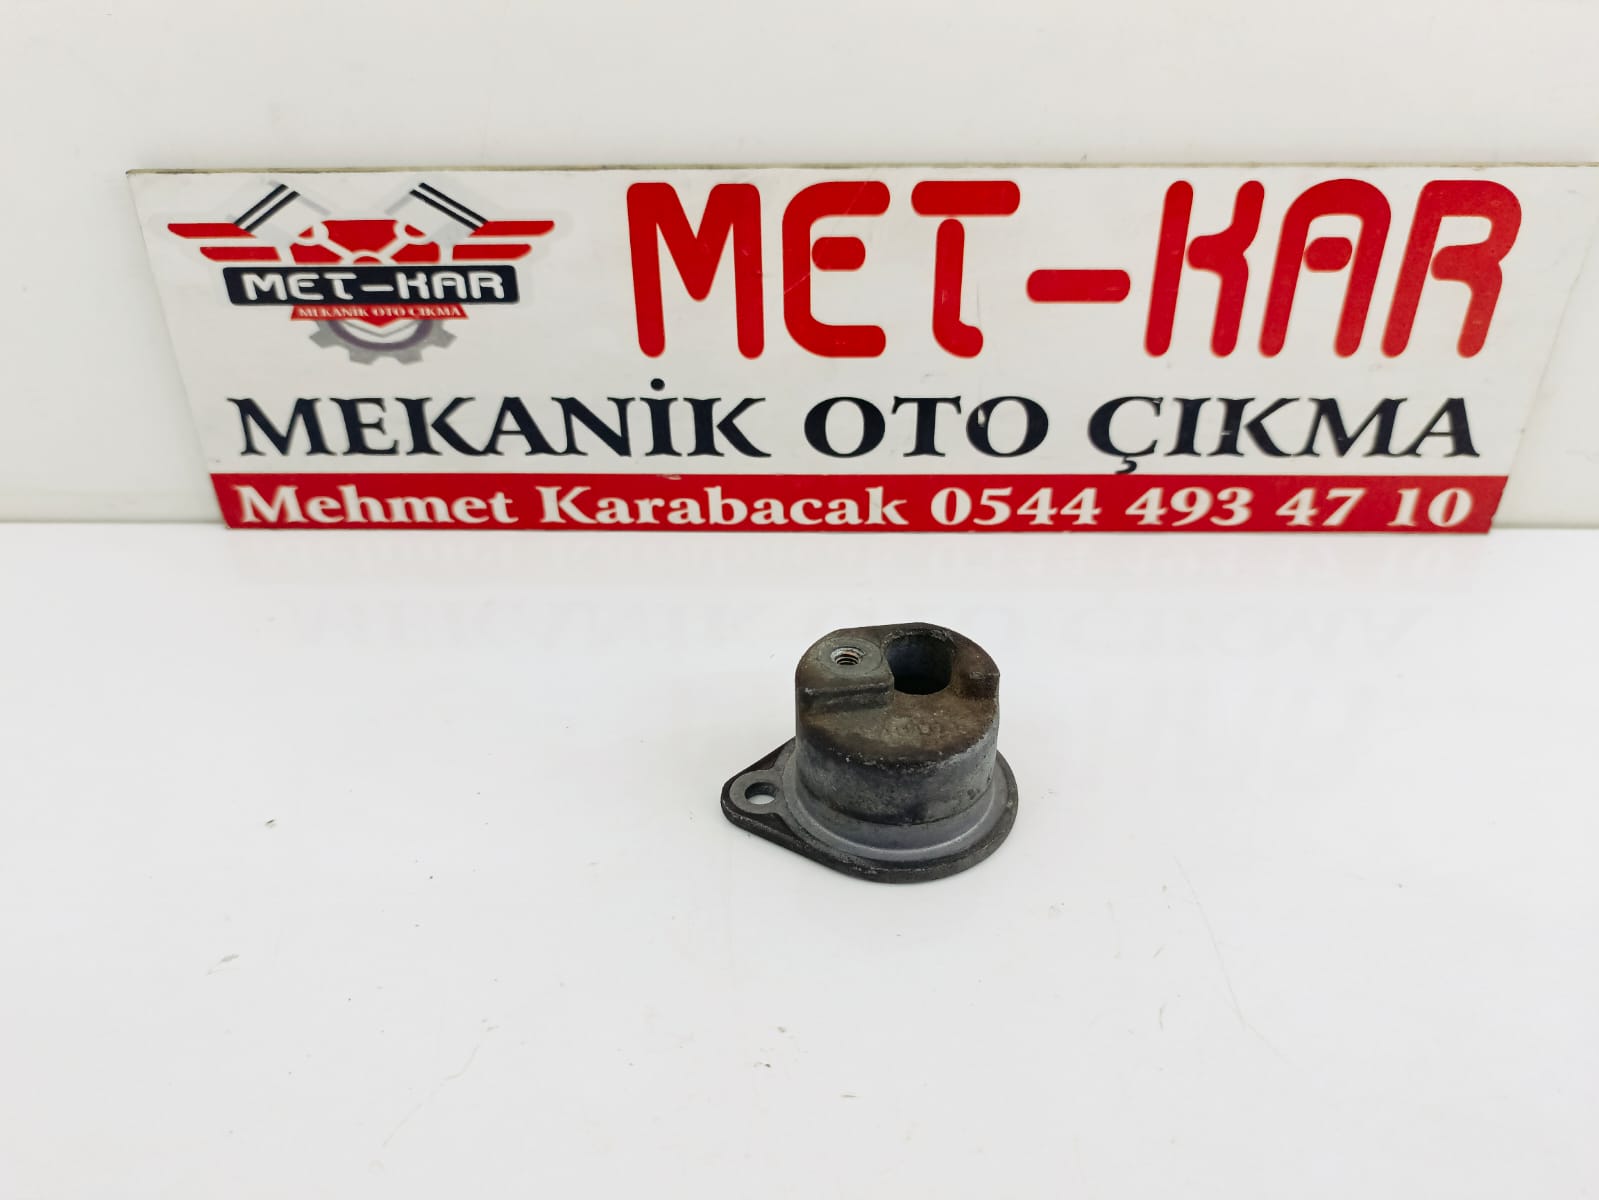 MET-KAR
MEKANİK OTO ÇIKMA
MET-KAR
MEKANİK OTO ÇIKMA
Mehmet Karabacak 0544 493 47 10